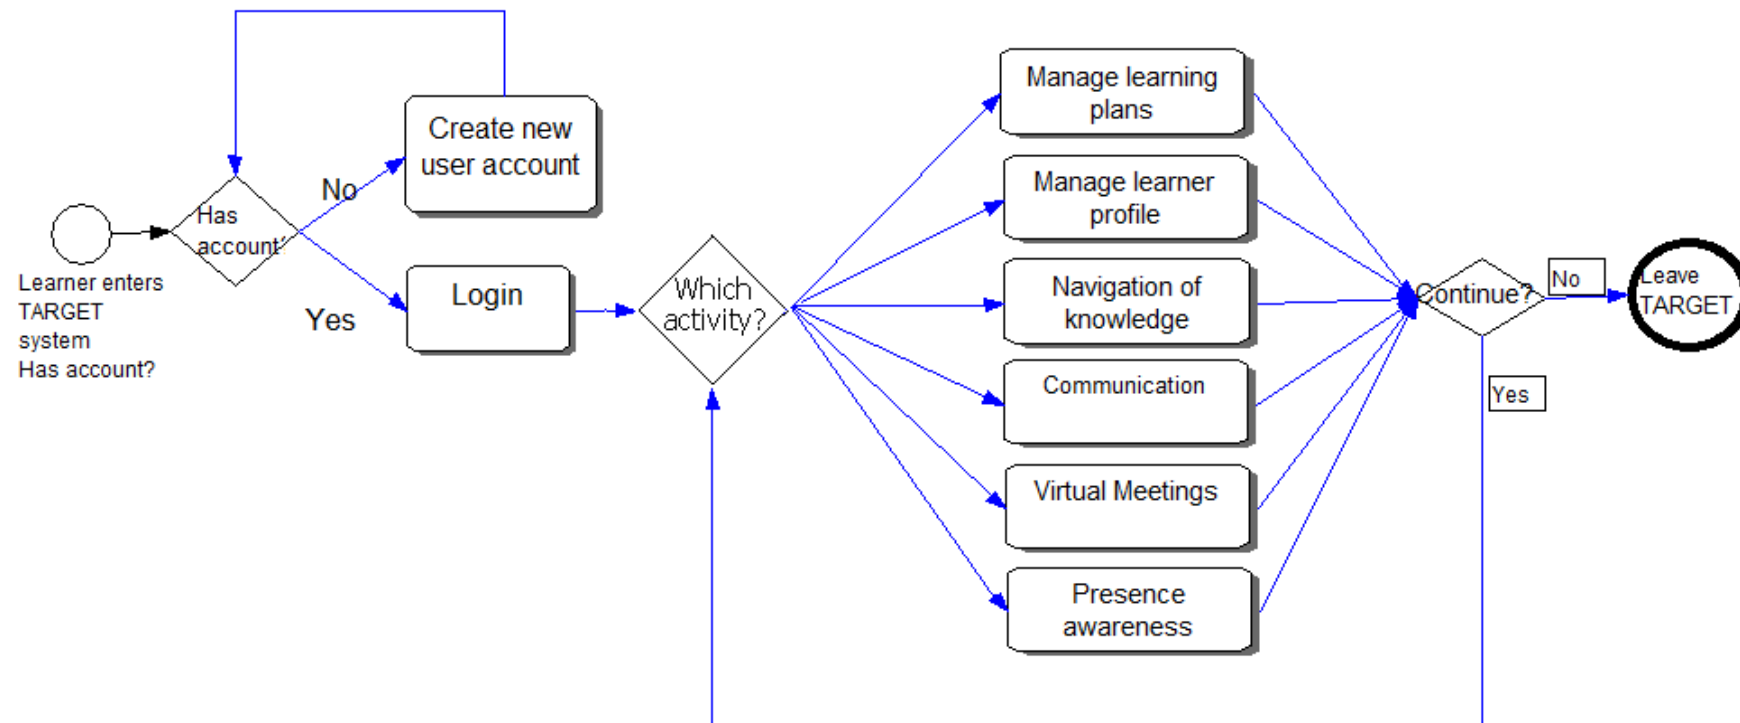 Learner enters
TARGET
system
Has account?
Has
account?
No
Yes
Create new
user account
Login
Which
activity?
Manage learning
plans
Manage learner
profile
Navigation of
knowledge
Communication
Virtual Meetings
Presence
awareness
Continue?
No
Yes
Leave
TARGET